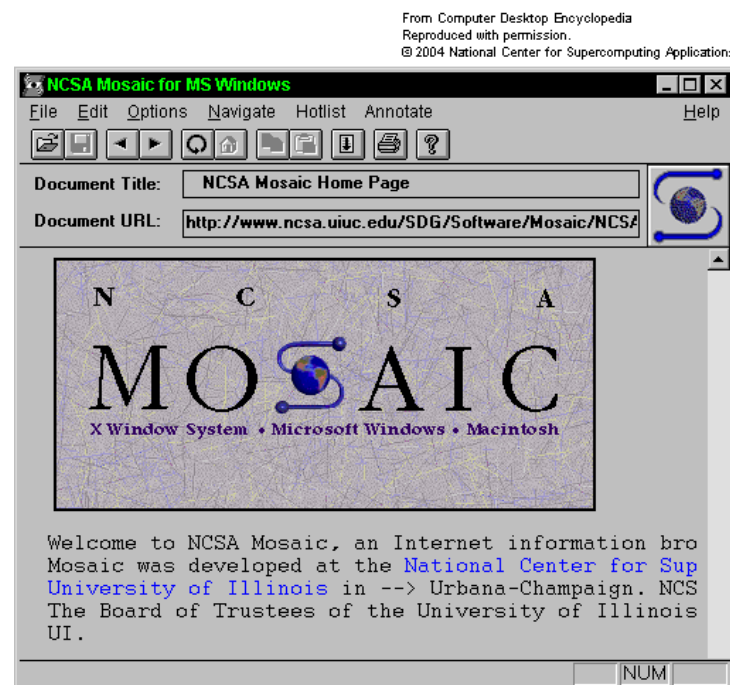 From Computer Desktop Encyclopedia
Reproduced with permission.
© 2004 National Center for Supercomputing Application
NCSA Mosaic for MS Windows
File Edit Options Navigate Hotlist Annotate Help
Document Title: NCSA Mosaic Home Page
Document URL: http://www.ncsa.uiuc.edu/SDG/Software/Mosaic/NCSA
N C S A
MOSAIC
X Window System • Microsoft Windows • Macintosh
Welcome to NCSA Mosaic, an Internet information bro
Mosaic was developed at the National Center for Sup
University of Illinois in --> Urbana-Champaign. NCS
The Board of Trustees of the University of Illinois
UI.
NUM